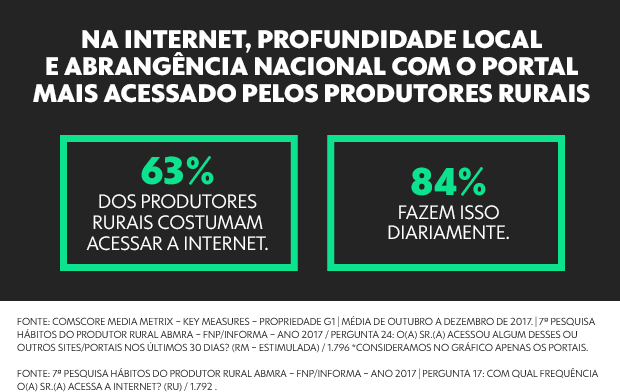 NA INTERNET, PROFUNDIDADE LOCAL
E ABRANGÊNCIA NACIONAL COM O PORTAL
MAIS ACESSADO PELOS PRODUTORES RURAIS
63%
DOS PRODUTORES
RURAIS COSTUMAM
ACESSAR A INTERNET.
84%
FAZEM ISSO
DIARIAMENTE.
FONTE: COMSCORE MEDIA METRIX – KEY MEASURES – PROPRIEDADE G1 | MÉDIA DE OUTUBRO A DEZEMBRO DE 2017. | 7ª PESQUISA
HÁBITOS DO PRODUTOR RURAL ABMRA – FNP/INFORMA – ANO 2017 / PERGUNTA 24: O(A) SR.(A) ACESSOU ALGUM DESSES OU
OUTROS SITES/PORTAIS NOS ÚLTIMOS 30 DIAS? (RM – ESTIMULADA) / 1.796 *CONSIDERAMOS NO GRÁFICO APENAS OS PORTAIS.
FONTE: 7ª PESQUISA HÁBITOS DO PRODUTOR RURAL ABMRA – FNP/INFORMA – ANO 2017 | PERGUNTA 17: COM QUAL FREQUÊNCIA
O(A) SR.(A) ACESSA A INTERNET? (RU) / 1.792 .